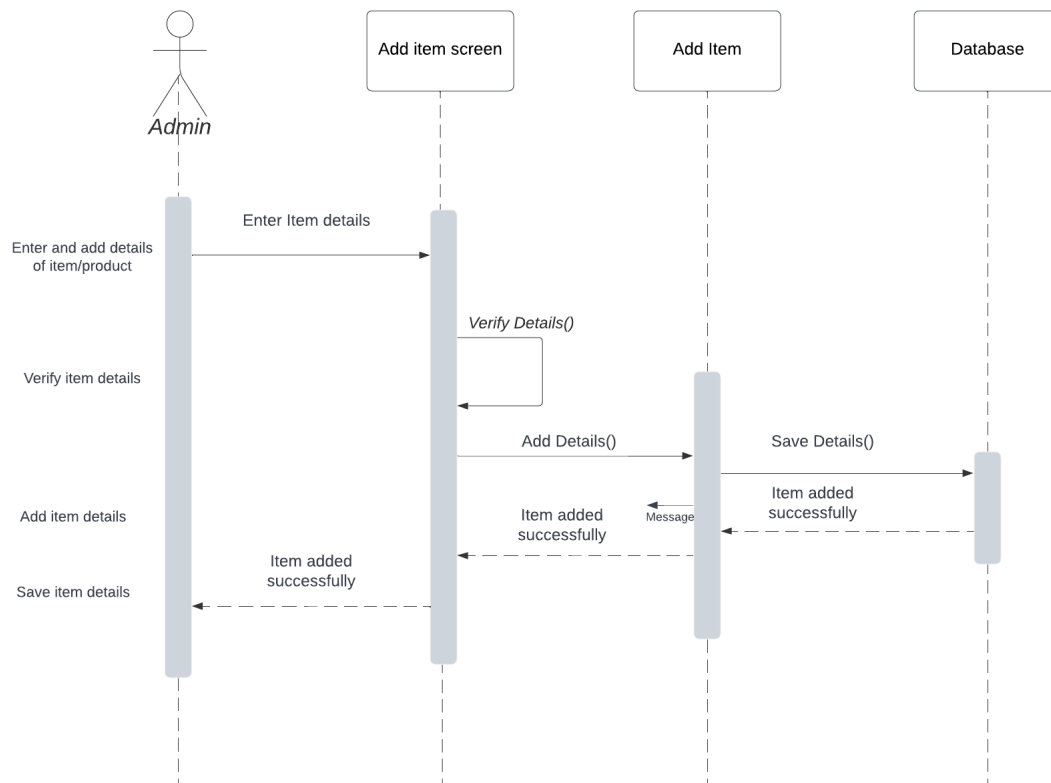 Add item screen
Add Item
Database
Admin
Enter Item details
Enter and add details
of item/product
Verify Details()
Verify item details
Add Details()
Save Details()
Item added
successfully
Item added
successfully
Message
Add item details
Item added
successfully
Save item details